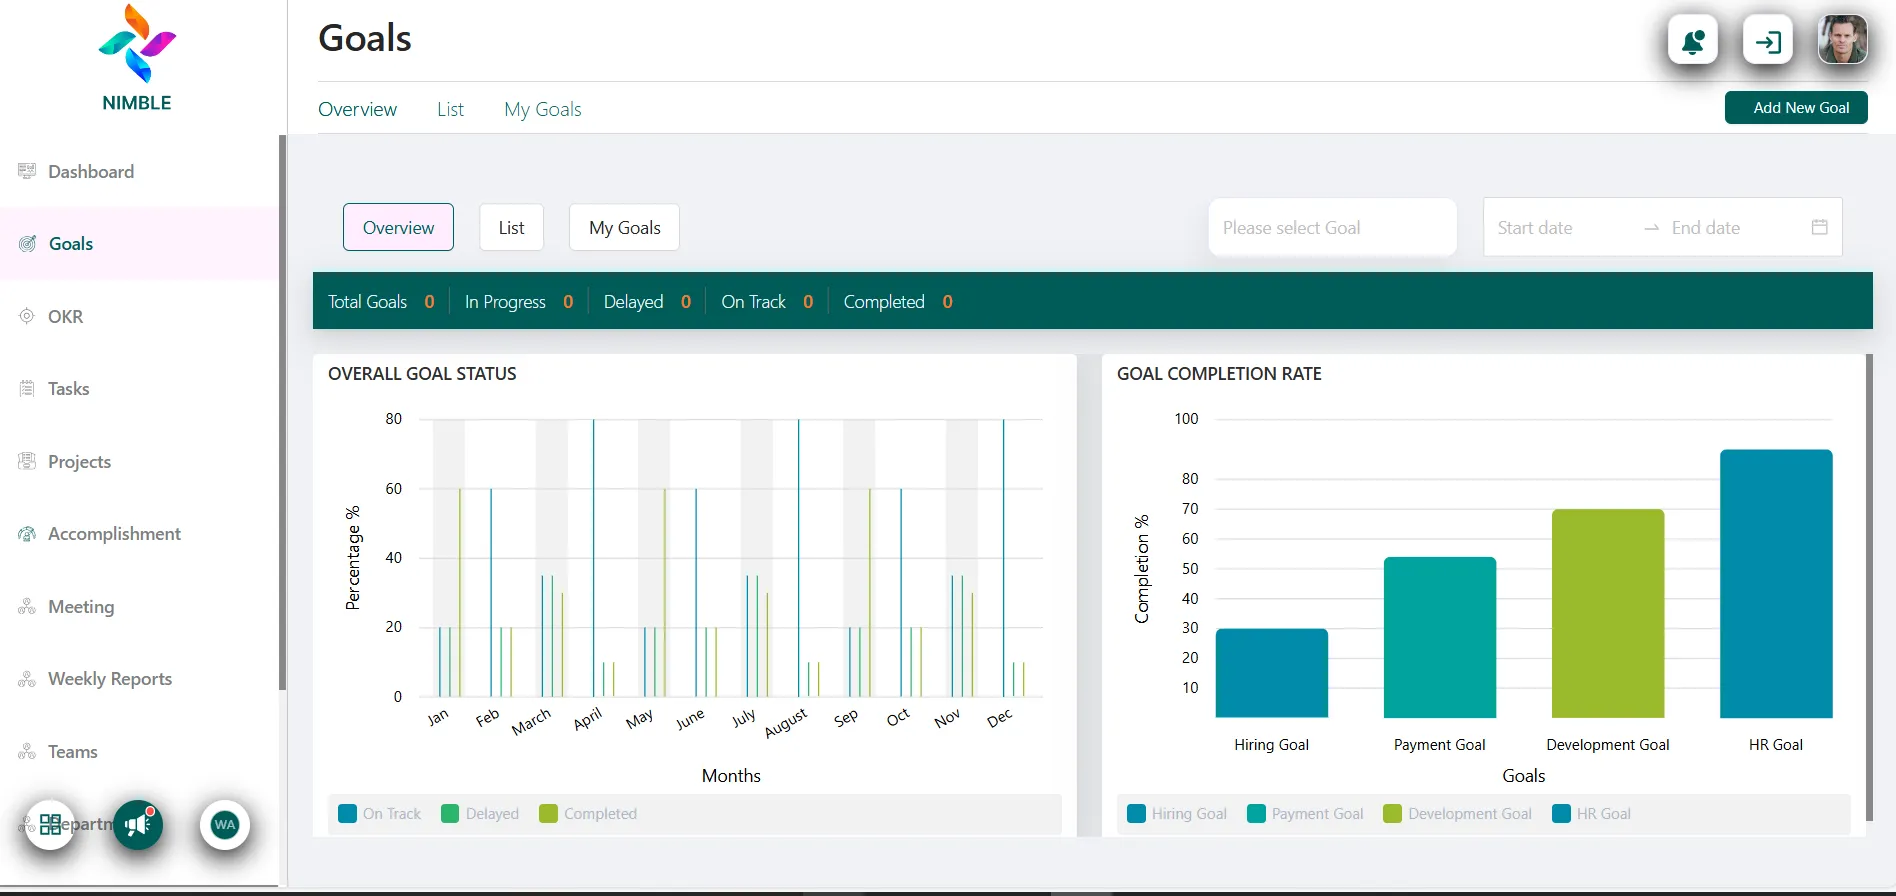 NIMBLE
Dashboard
Goals
OKR
Tasks
Projects
Accomplishment
Meeting
Weekly Reports
Teams
WA
Goals
Overview List My Goals
Add New Goal
Overview List My Goals
Please select Goal
Start date → End date
Total Goals 0 In Progress 0 Delayed 0 On Track 0 Completed 0
OVERALL GOAL STATUS
80
60
40
20
0
Percentage %
Jan Feb March April May June July August Sep Oct Nov Dec
Months
On Track Delayed Completed
GOAL COMPLETION RATE
100
80
70
60
50
40
30
20
10
Completion %
Hiring Goal Payment Goal Development Goal HR Goal
Goals
Hiring Goal Payment Goal Development Goal HR Goal